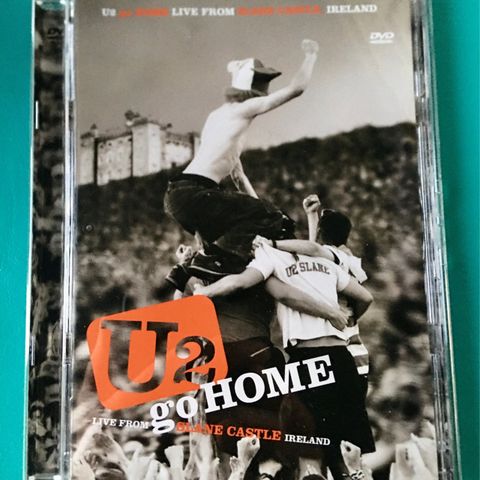 U2 go HOME LIVE FROM SLANE CASTLE IRELAND
DVD
U2 SLANE
U2
go HOME
LIVE FROM SLANE CASTLE IRELAND